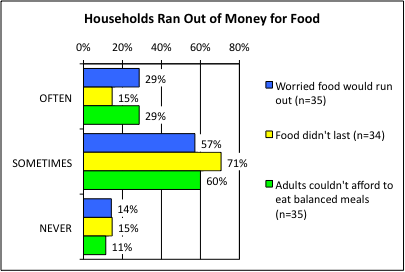 Households Ran Out of Money for Food
0% 20% 40% 60% 80%
OFTEN
29%
15%
29%
SOMETIMES
57%
71%
60%
NEVER
14%
15%
11%
Worried food would run
out (n=35)
Food didn't last (n=34)
Adults couldn't afford to
eat balanced meals
(n=35)